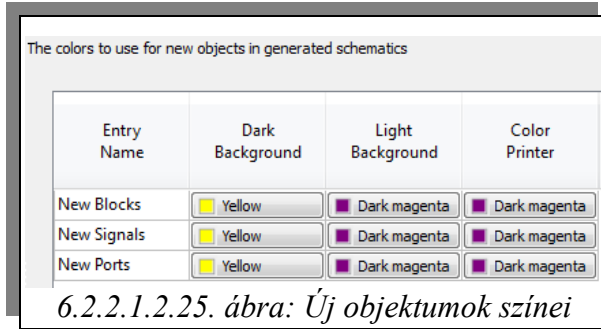 The colors to use for new objects in generated schematics
Entry Name Dark Background Light Background Color Printer
New Blocks Yellow Dark magenta Dark magenta
New Signals Yellow Dark magenta Dark magenta
New Ports Yellow Dark magenta Dark magenta
6.2.2.1.2.25. ábra: Új objektumok színei